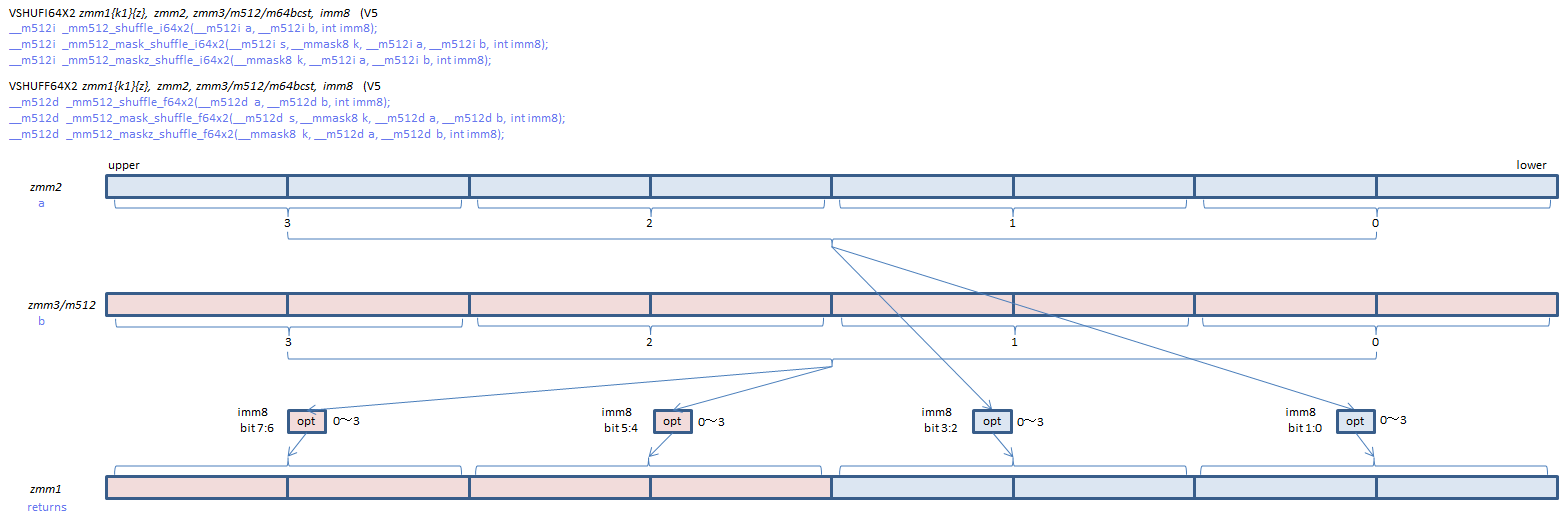 VSHUFI64X2 zmm1{k1}{z}, zmm2, zmm3/m512/m64bcst, imm8 (V5
__m512i _mm512_shuffle_i64x2(__m512i a, __m512i b, int imm8);
__m512i _mm512_mask_shuffle_i64x2(__m512i s, __mmask8 k, __m512i a, __m512i b, int imm8);
__m512i _mm512_maskz_shuffle_i64x2(__mmask8 k, __m512i a, __m512i b, int imm8);
VSHUFF64X2 zmm1{k1}{z}, zmm2, zmm3/m512/m64bcst, imm8 (V5
__m512d _mm512_shuffle_f64x2(__m512d a, __m512d b, int imm8);
__m512d _mm512_mask_shuffle_f64x2(__m512d s, __mmask8 k, __m512d a, __m512d b, int imm8);
__m512d _mm512_maskz_shuffle_f64x2(__mmask8 k, __m512d a, __m512d b, int imm8);
upper lower
zmm2
a
3 2 1 0
zmm3/m512
b
3 2 1 0
imm8 imm8 imm8 imm8
opt 0～3 opt 0～3 opt 0～3 opt 0～3
bit 7:6 bit 5:4 bit 3:2 bit 1:0
zmm1
returns